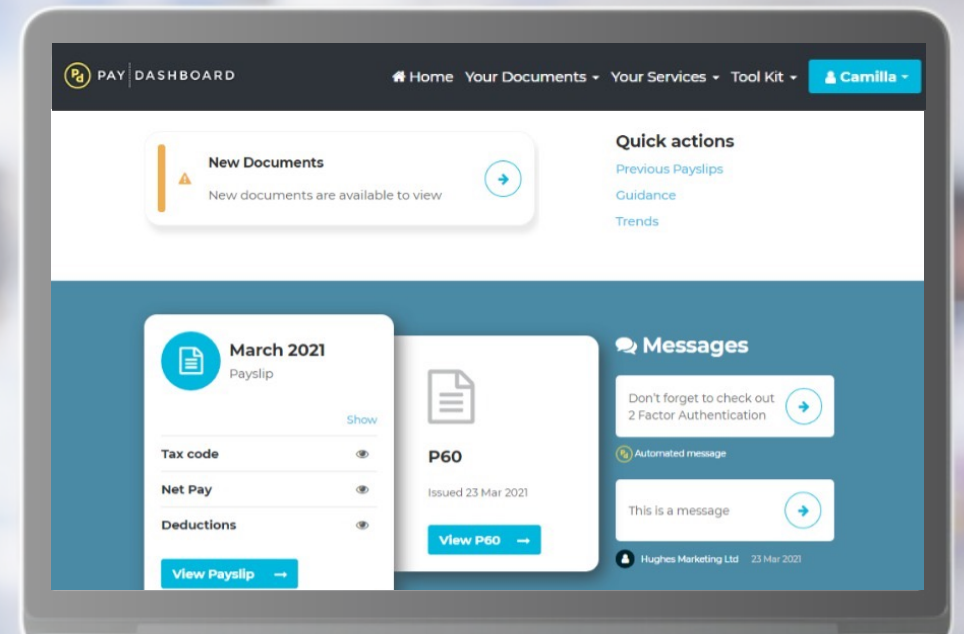 Pd PAY DASHBOARD
Home Your Documents Your Services Tool Kit Camilla
New Documents
New documents are available to view
Quick actions
Previous Payslips
Guidance
Trends
March 2021
Payslip
Show
Tax code
Net Pay
Deductions
View Payslip
P60
Issued 23 Mar 2021
View P60
Messages
Don't forget to check out
2 Factor Authentication
Pd Automated message
This is a message
Hughes Marketing Ltd 23 Mar 2021